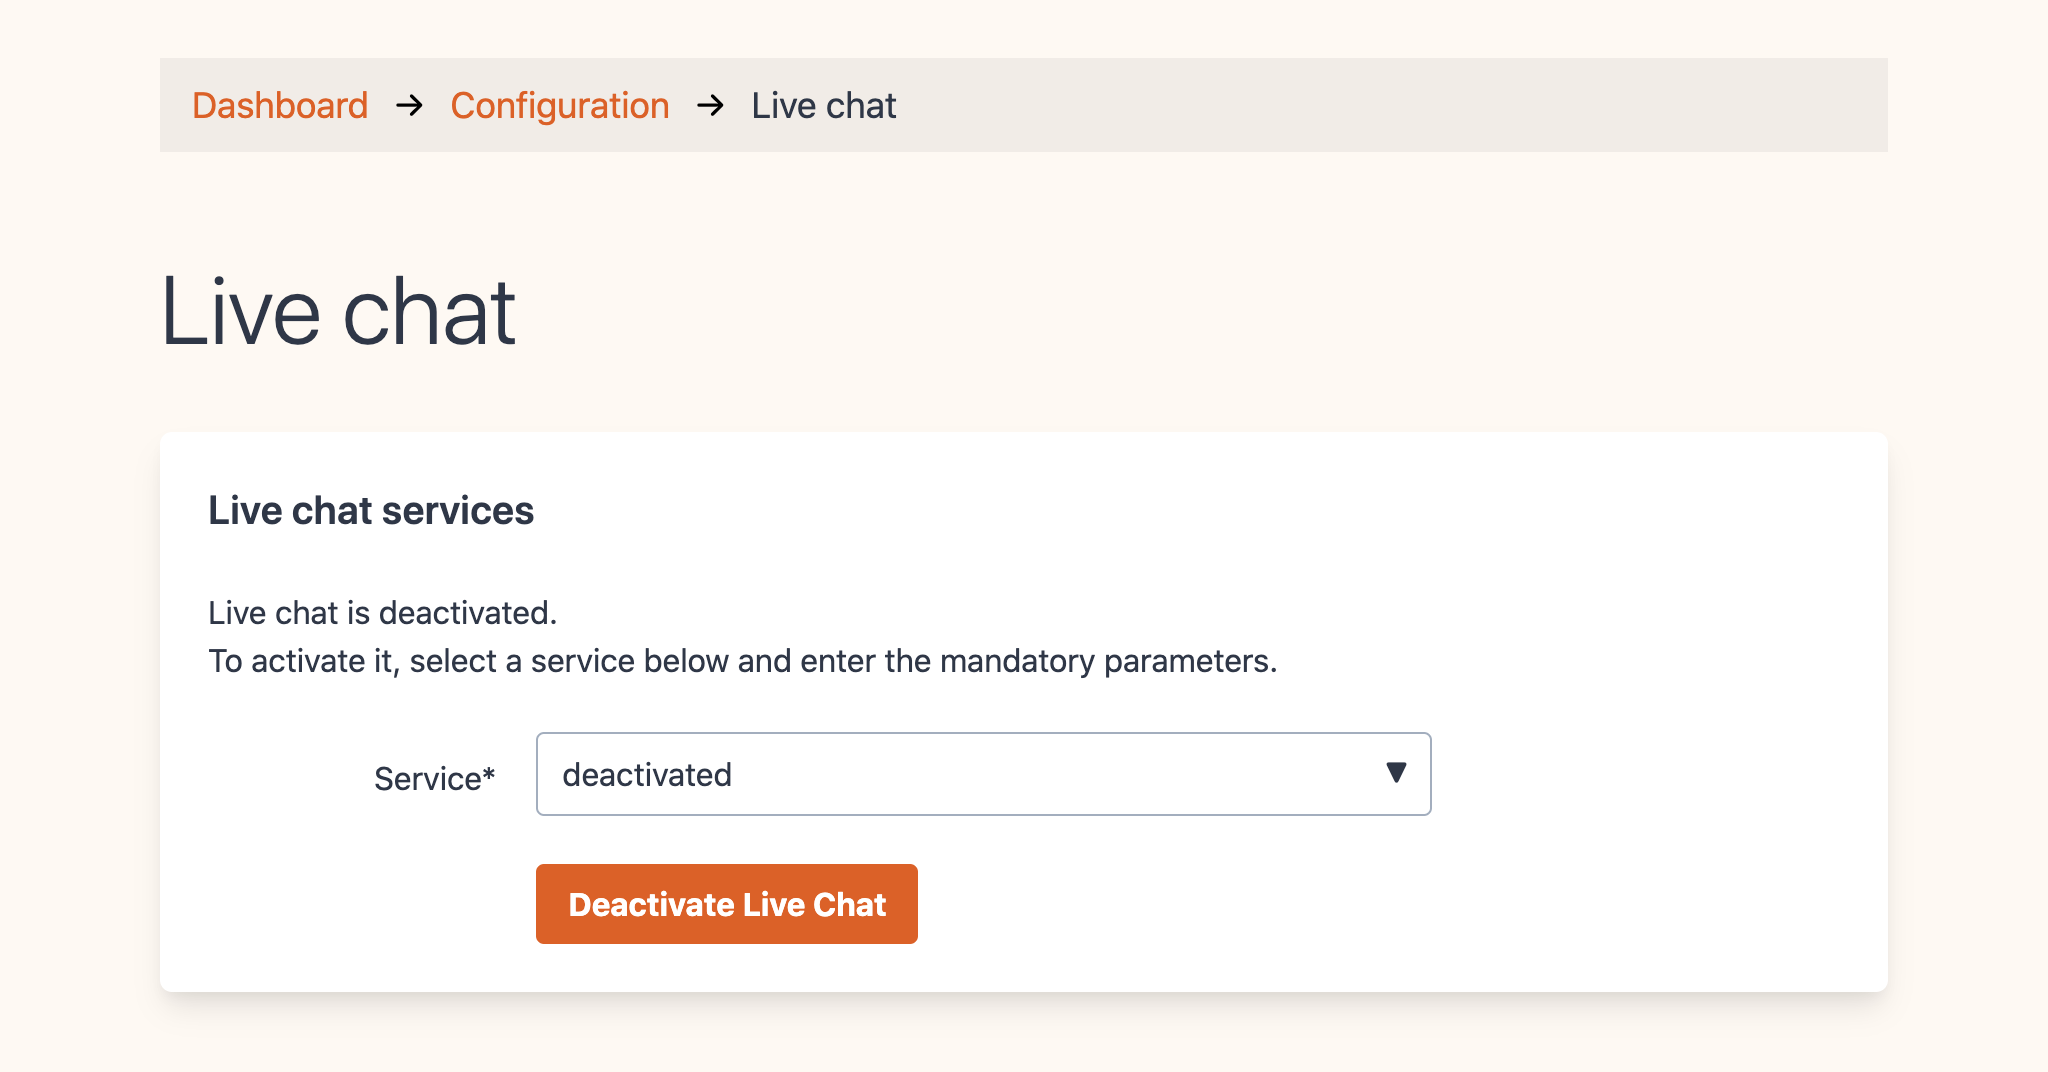 Dashboard → Configuration → Live chat
Live chat
Live chat services
Live chat is deactivated.
To activate it, select a service below and enter the mandatory parameters.
Service* deactivated
Deactivate Live Chat